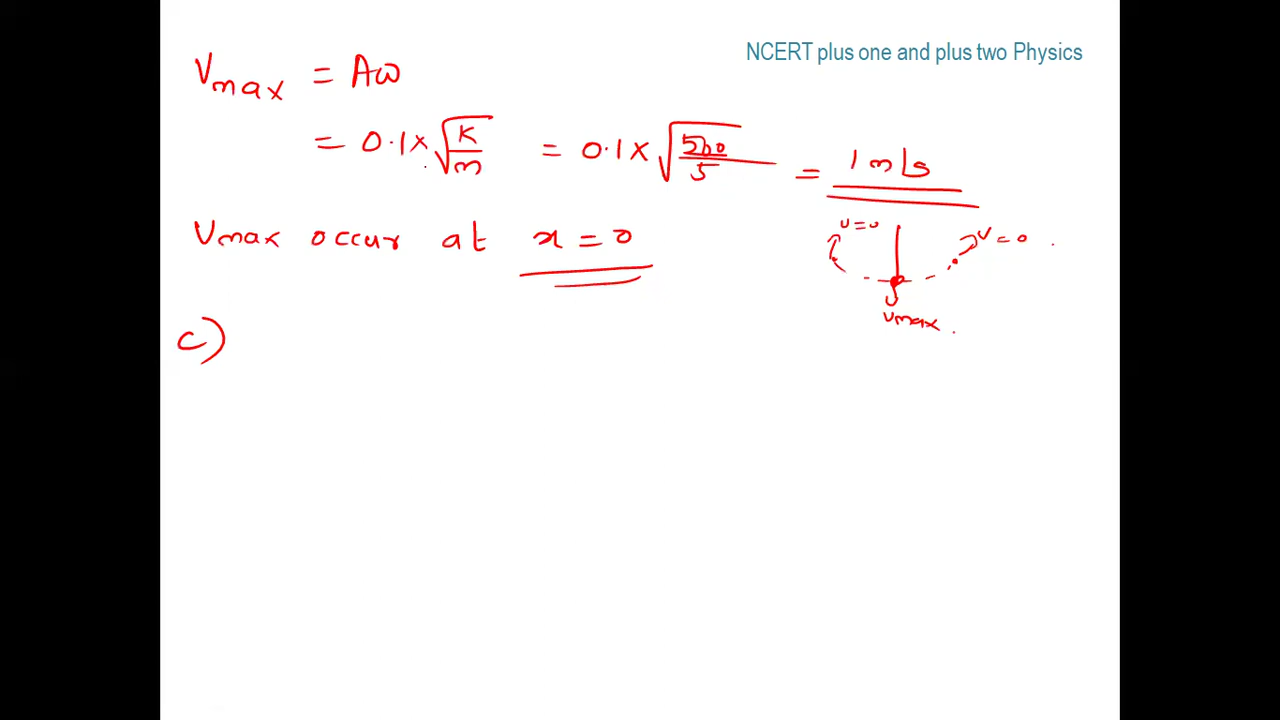 NCERT plus one and plus two Physics
Vmax = Aω
= 0.1 × √(K/m) = 0.1 × √(500/5) = 1 m/s
Vmax occur at x = 0
v=0
v=0
vmax
c)